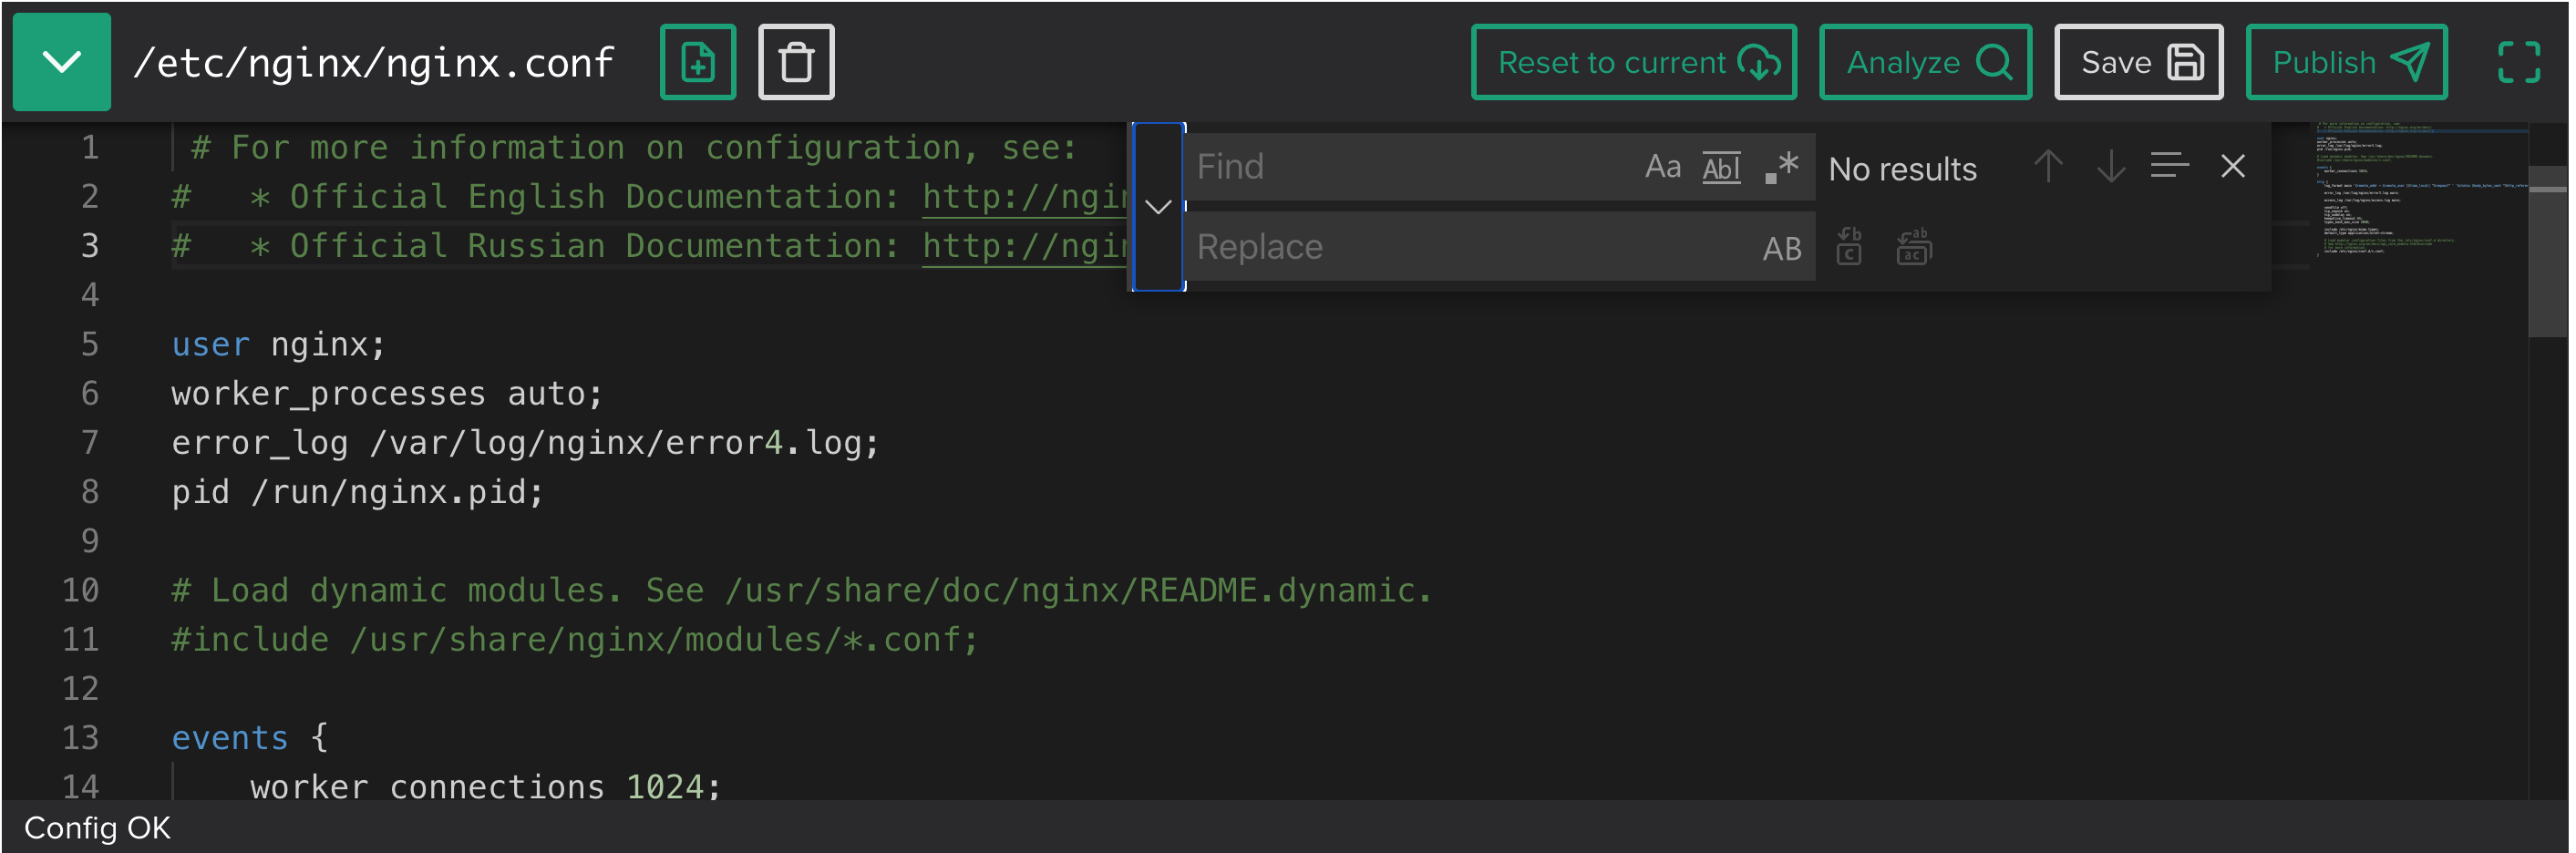 /etc/nginx/nginx.conf
Reset to current
Analyze
Save
Publish
1 # For more information on configuration, see:
2 #   * Official English Documentation: http://ngin
3 #   * Official Russian Documentation: http://ngin
Find
Aa Abl .* No results
Replace
AB
4
5 user nginx;
6 worker_processes auto;
7 error_log /var/log/nginx/error4.log;
8 pid /run/nginx.pid;
9
10 # Load dynamic modules. See /usr/share/doc/nginx/README.dynamic.
11 #include /usr/share/nginx/modules/*.conf;
12
13 events {
14     worker_connections 1024;
Config OK